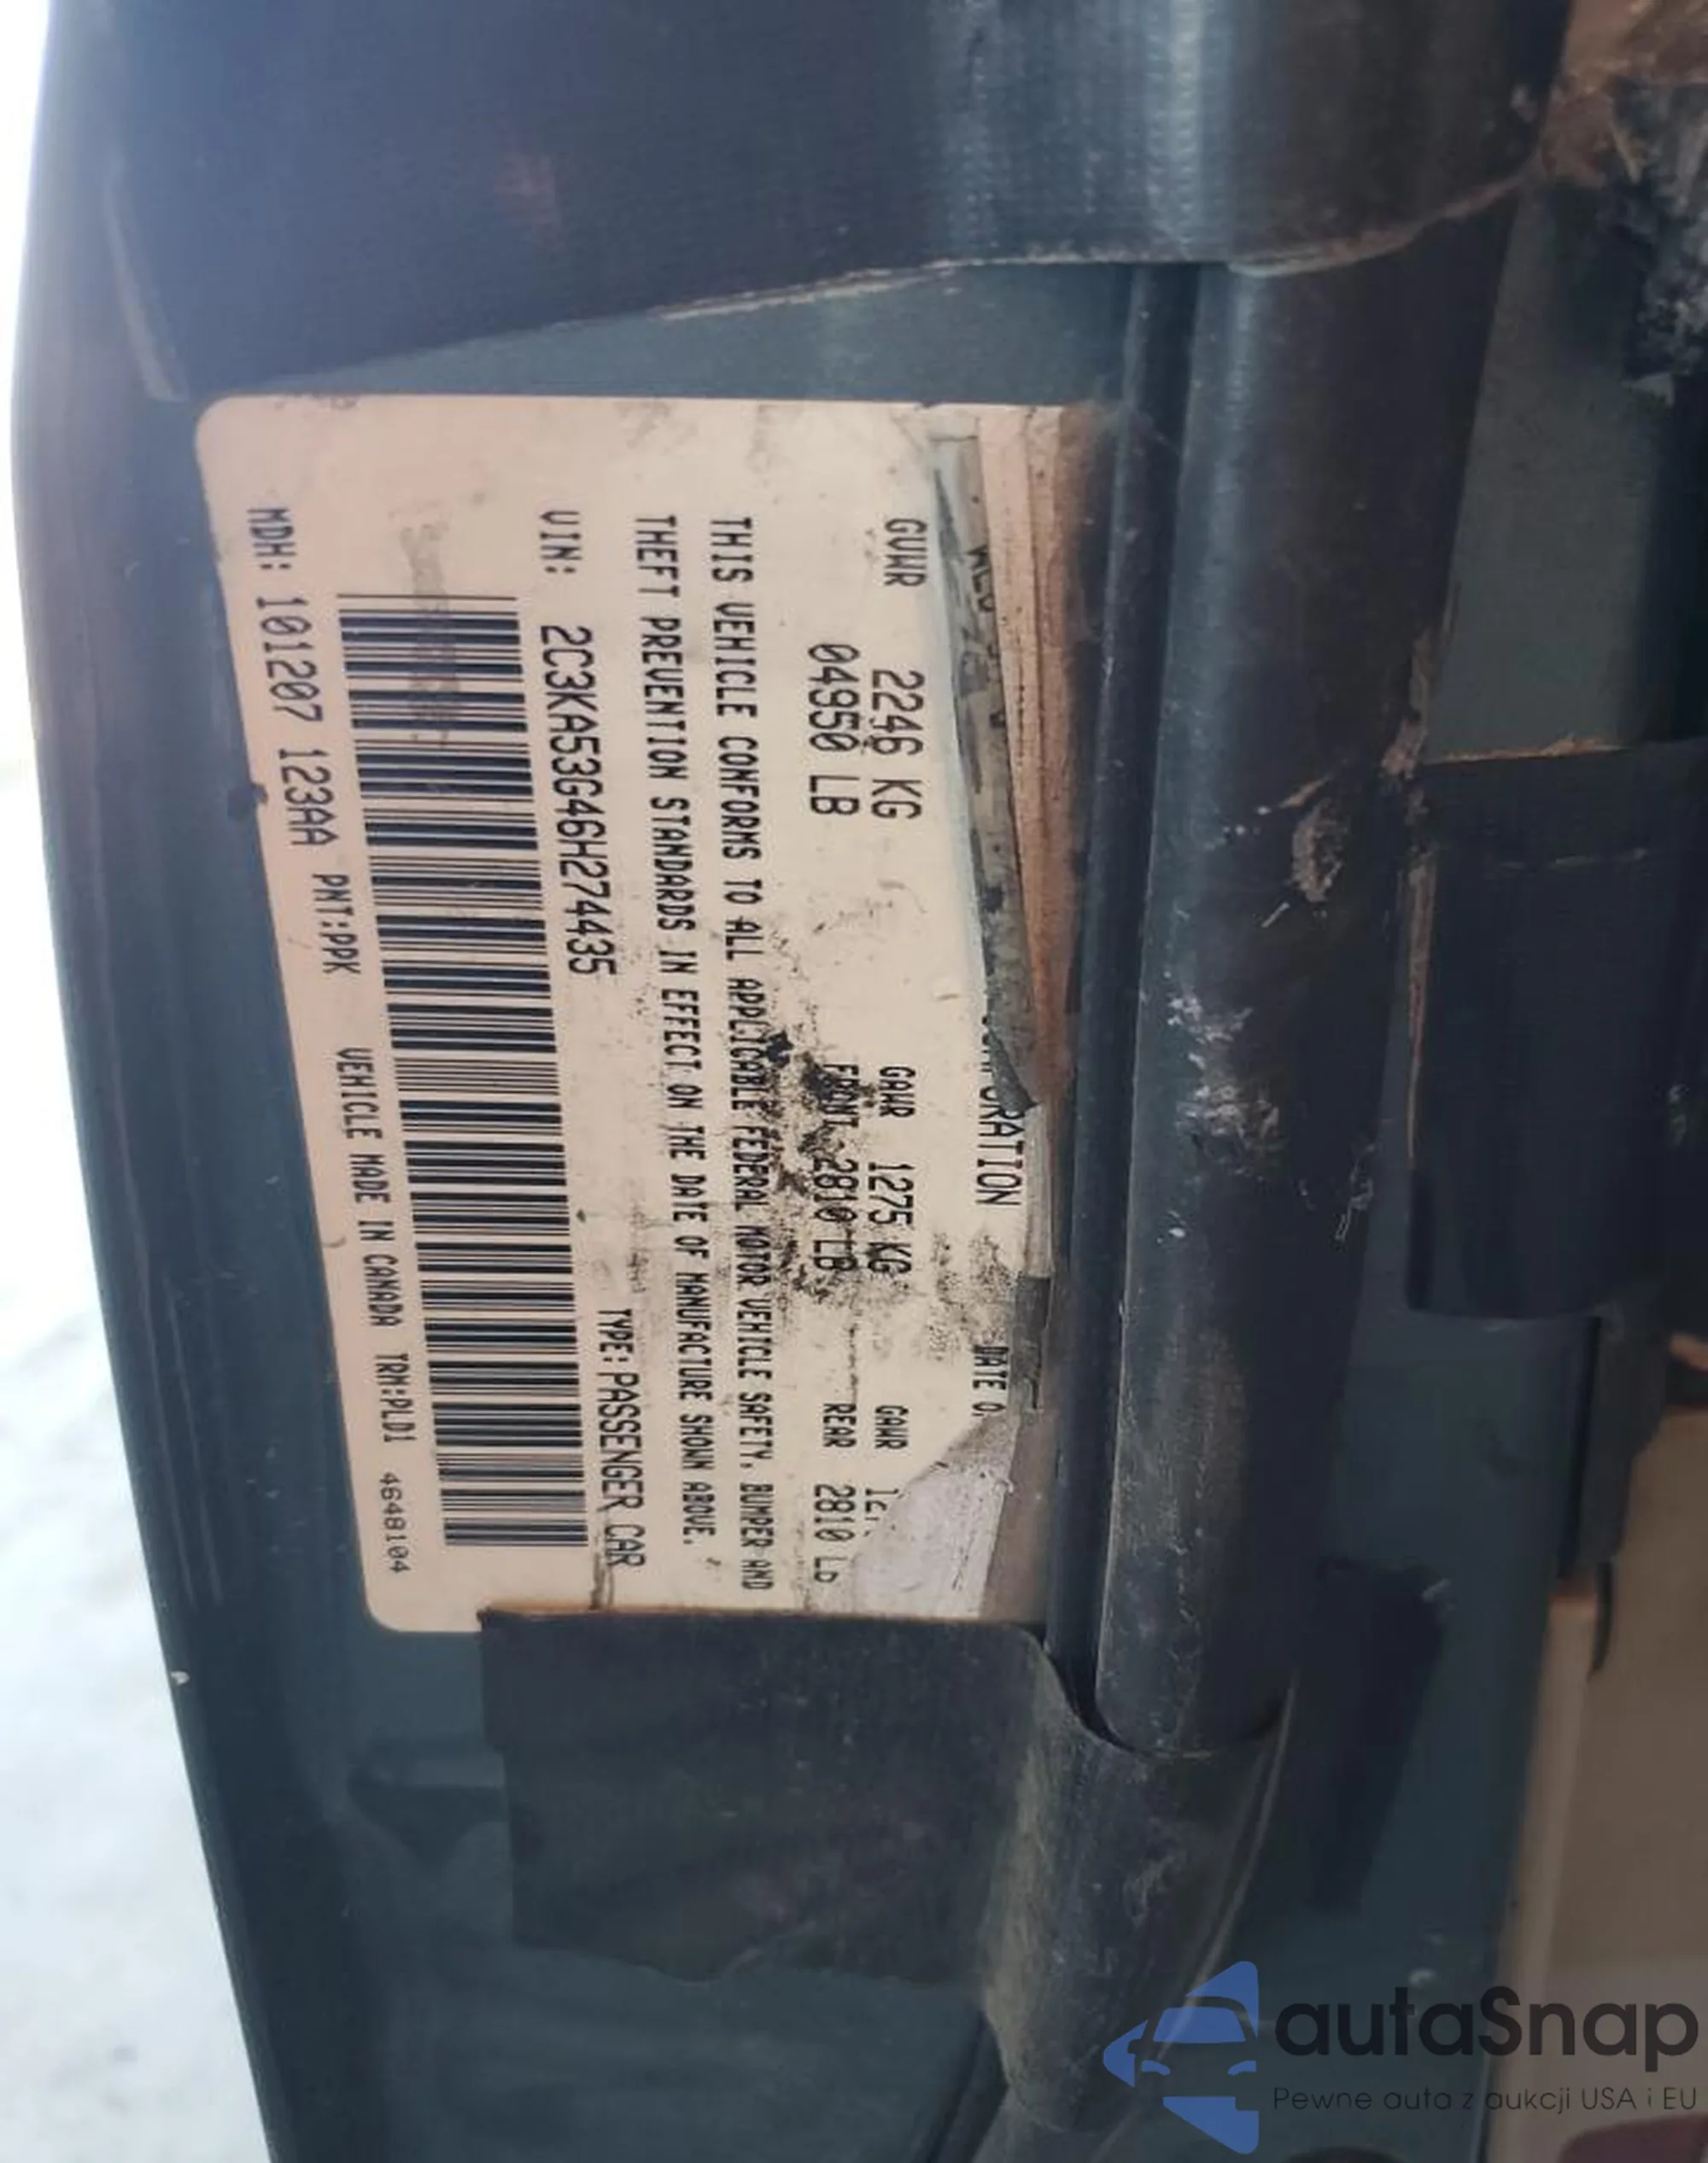 CORPORATION DATE O
GVWR 2246 KG GAWR 1275 KG GAWR
04950 LB FRONT 2810 LB REAR 2810 LB
THIS VEHICLE CONFORMS TO ALL APPLICABLE FEDERAL MOTOR VEHICLE SAFETY, BUMPER AND
THEFT PREVENTION STANDARDS IN EFFECT ON THE DATE OF MANUFACTURE SHOWN ABOVE.
VIN: 2C3KA53G46H274435 TYPE: PASSENGER CAR
MDH: 101207 123AA PNT:PPK VEHICLE MADE IN CANADA TRM:PLD1 4648104
autaSnap
Pewne auta z aukcji USA i EU